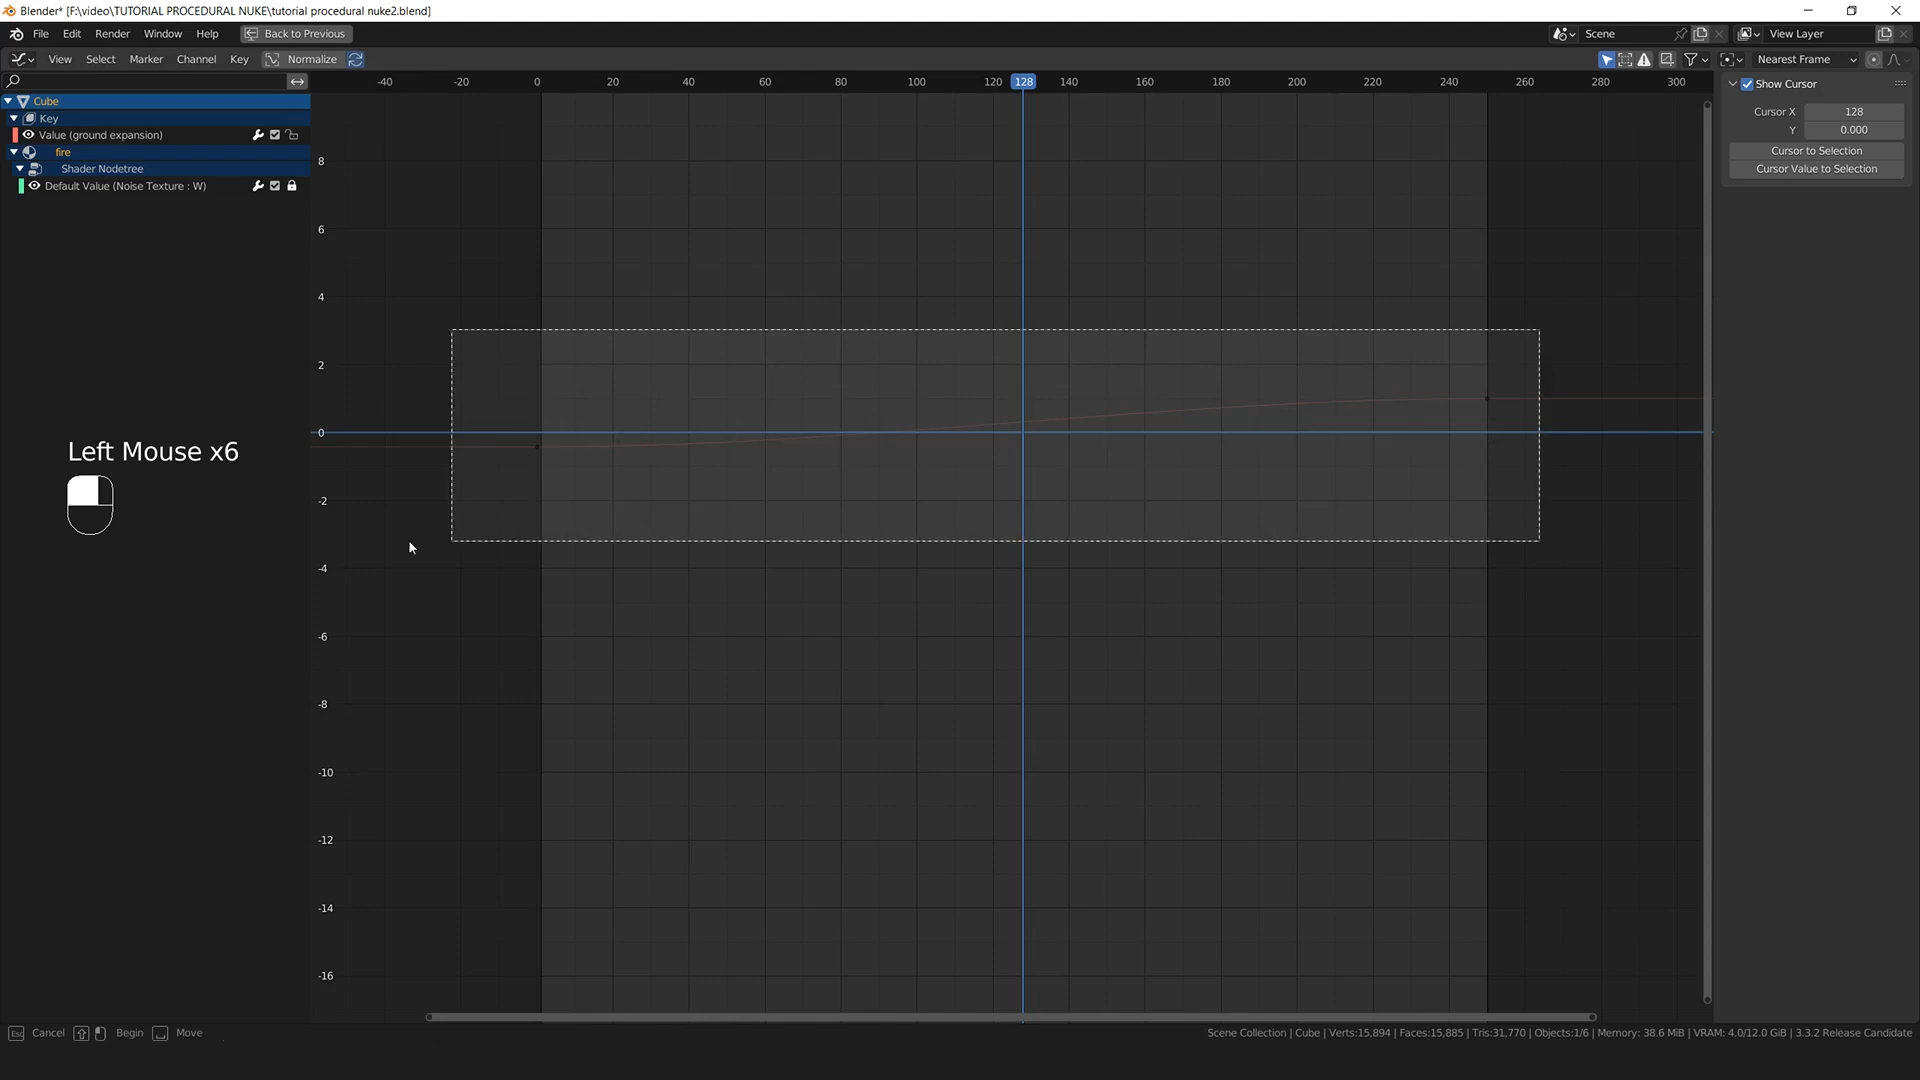 Blender* [F:\video\TUTORIAL PROCEDURAL NUKE\tutorial procedural nuke2.blend]
File Edit Render Window Help Back to Previous Scene View Layer
View Select Marker Channel Key Normalize Nearest Frame
-40 -20 0 20 40 60 80 100 120 128 140 160 180 200 220 240 260 280 300
Show Cursor
Cube
Key
Cursor X 128
Value (ground expansion)
Y 0.000
fire
Cursor to Selection
Shader Nodetree
Cursor Value to Selection
Default Value (Noise Texture : W)
8
6
4
2
0
-2
-4
-6
-8
-10
-12
-14
-16
Left Mouse x6
Esc Cancel Begin Move
Scene Collection | Cube | Verts:15,894 | Faces:15,885 | Tris:31,770 | Objects:1/6 | Memory: 38.6 MiB | VRAM: 4.0/12.0 GiB | 3.3.2 Release Candidate